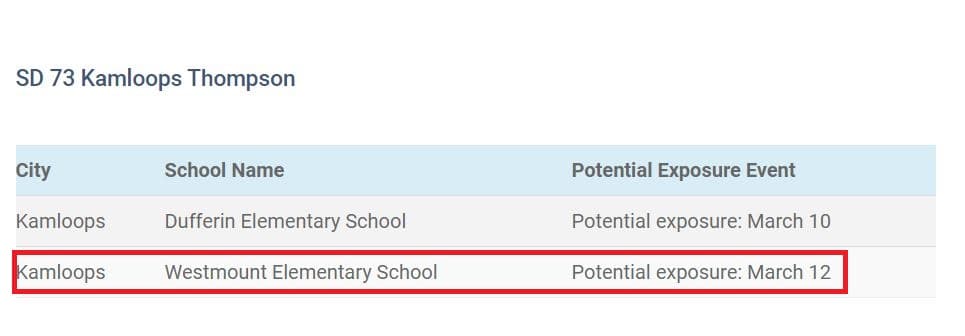 SD 73 Kamloops Thompson
City School Name Potential Exposure Event
Kamloops Dufferin Elementary School Potential exposure: March 10
Kamloops Westmount Elementary School Potential exposure: March 12